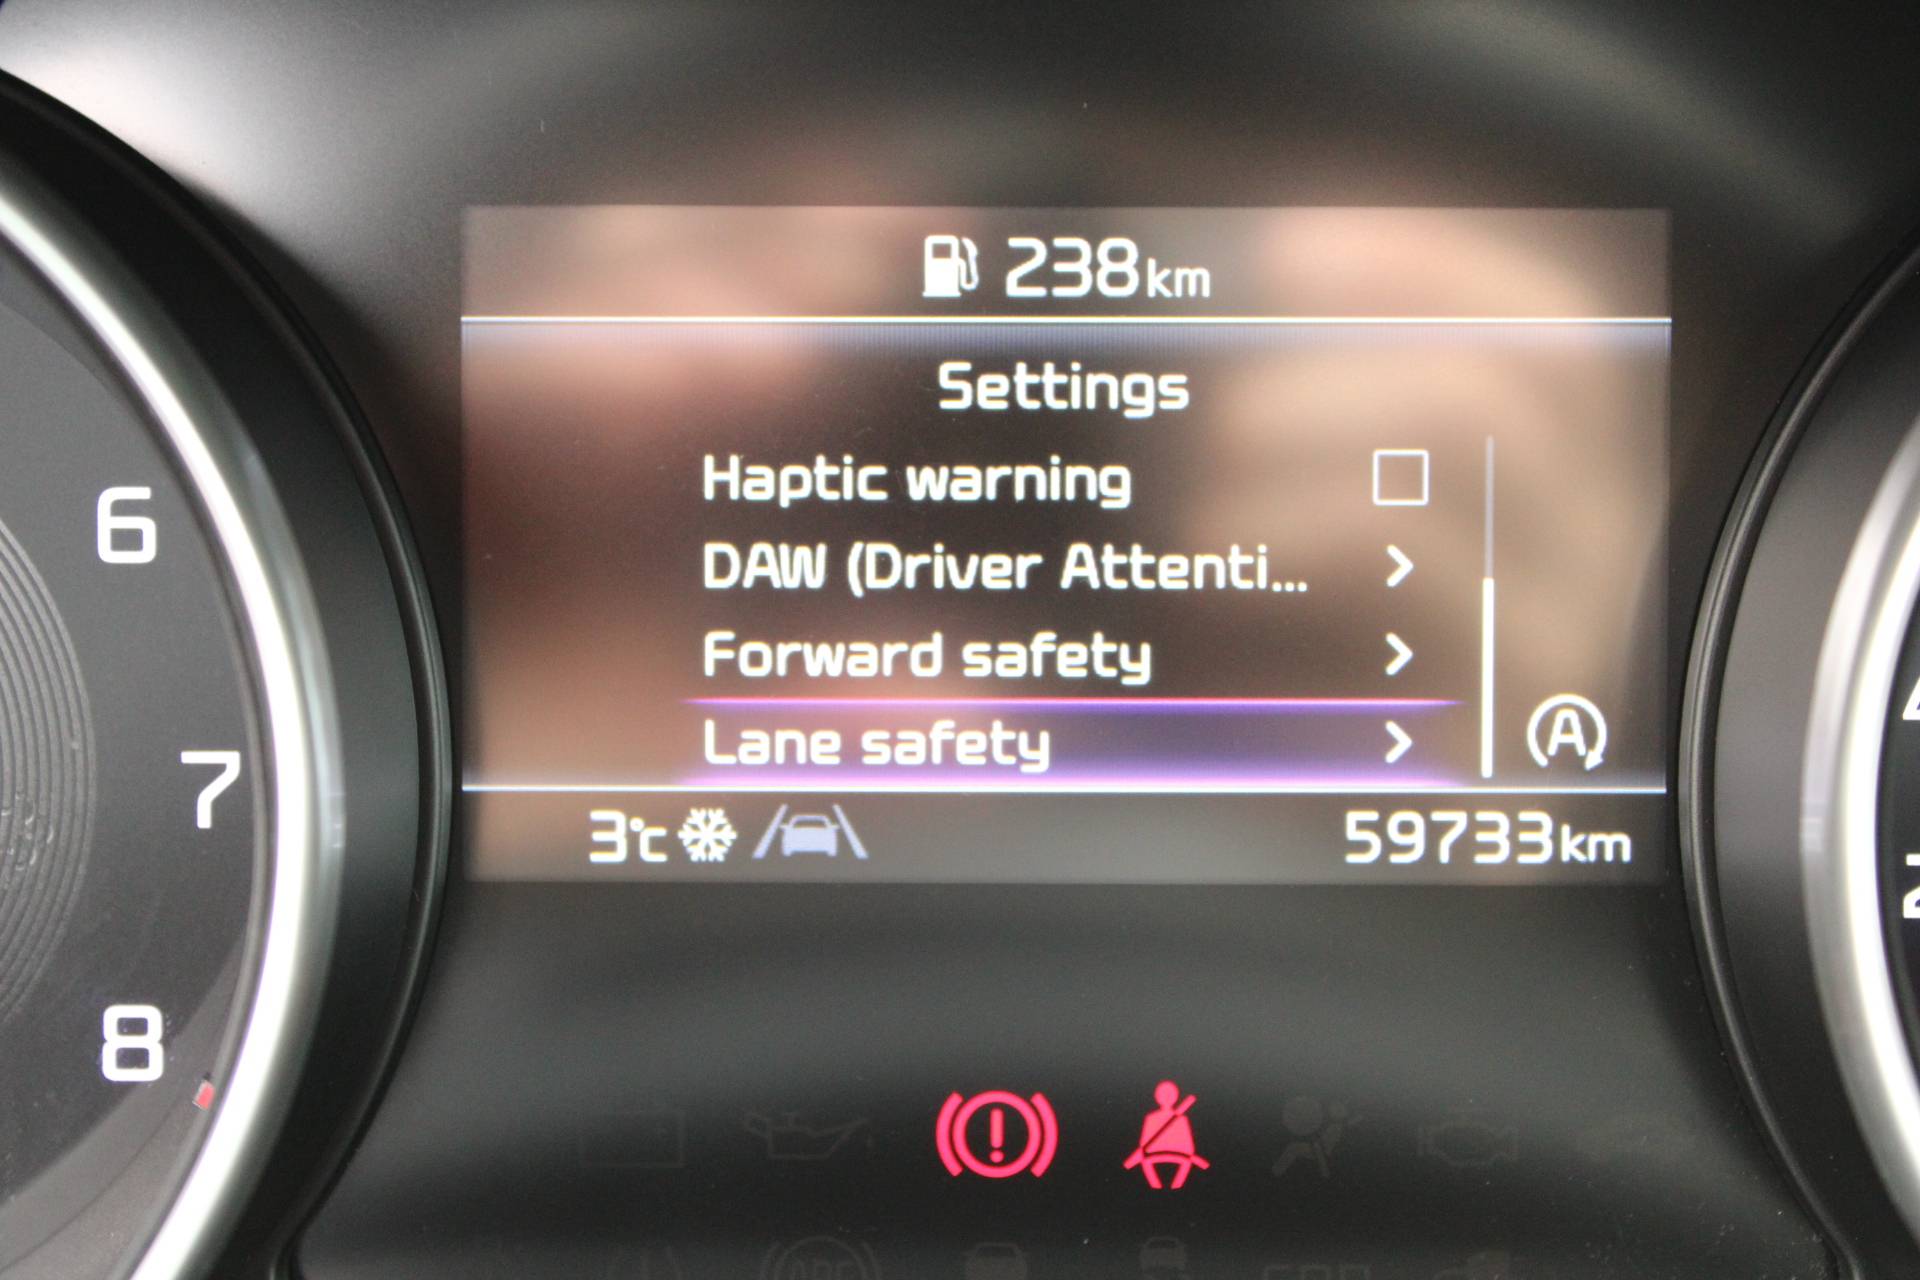 238km
Settings
Haptic warning
DAW (Driver Attenti...
Forward safety
Lane safety
A
3°c
59733km
6
7
8